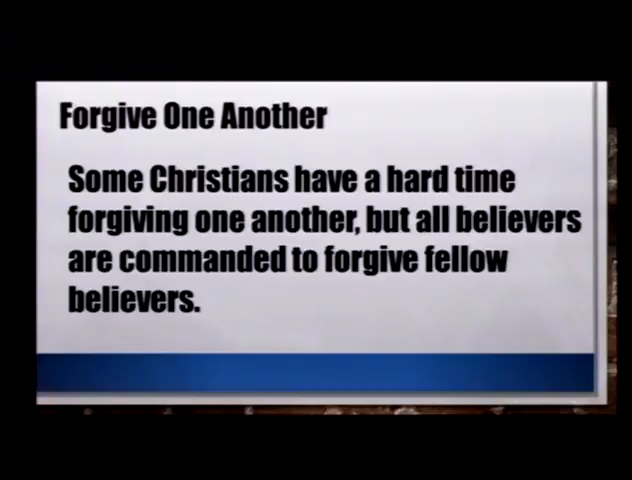 Forgive One Another
Some Christians have a hard time
forgiving one another, but all believers
are commanded to forgive fellow
believers.